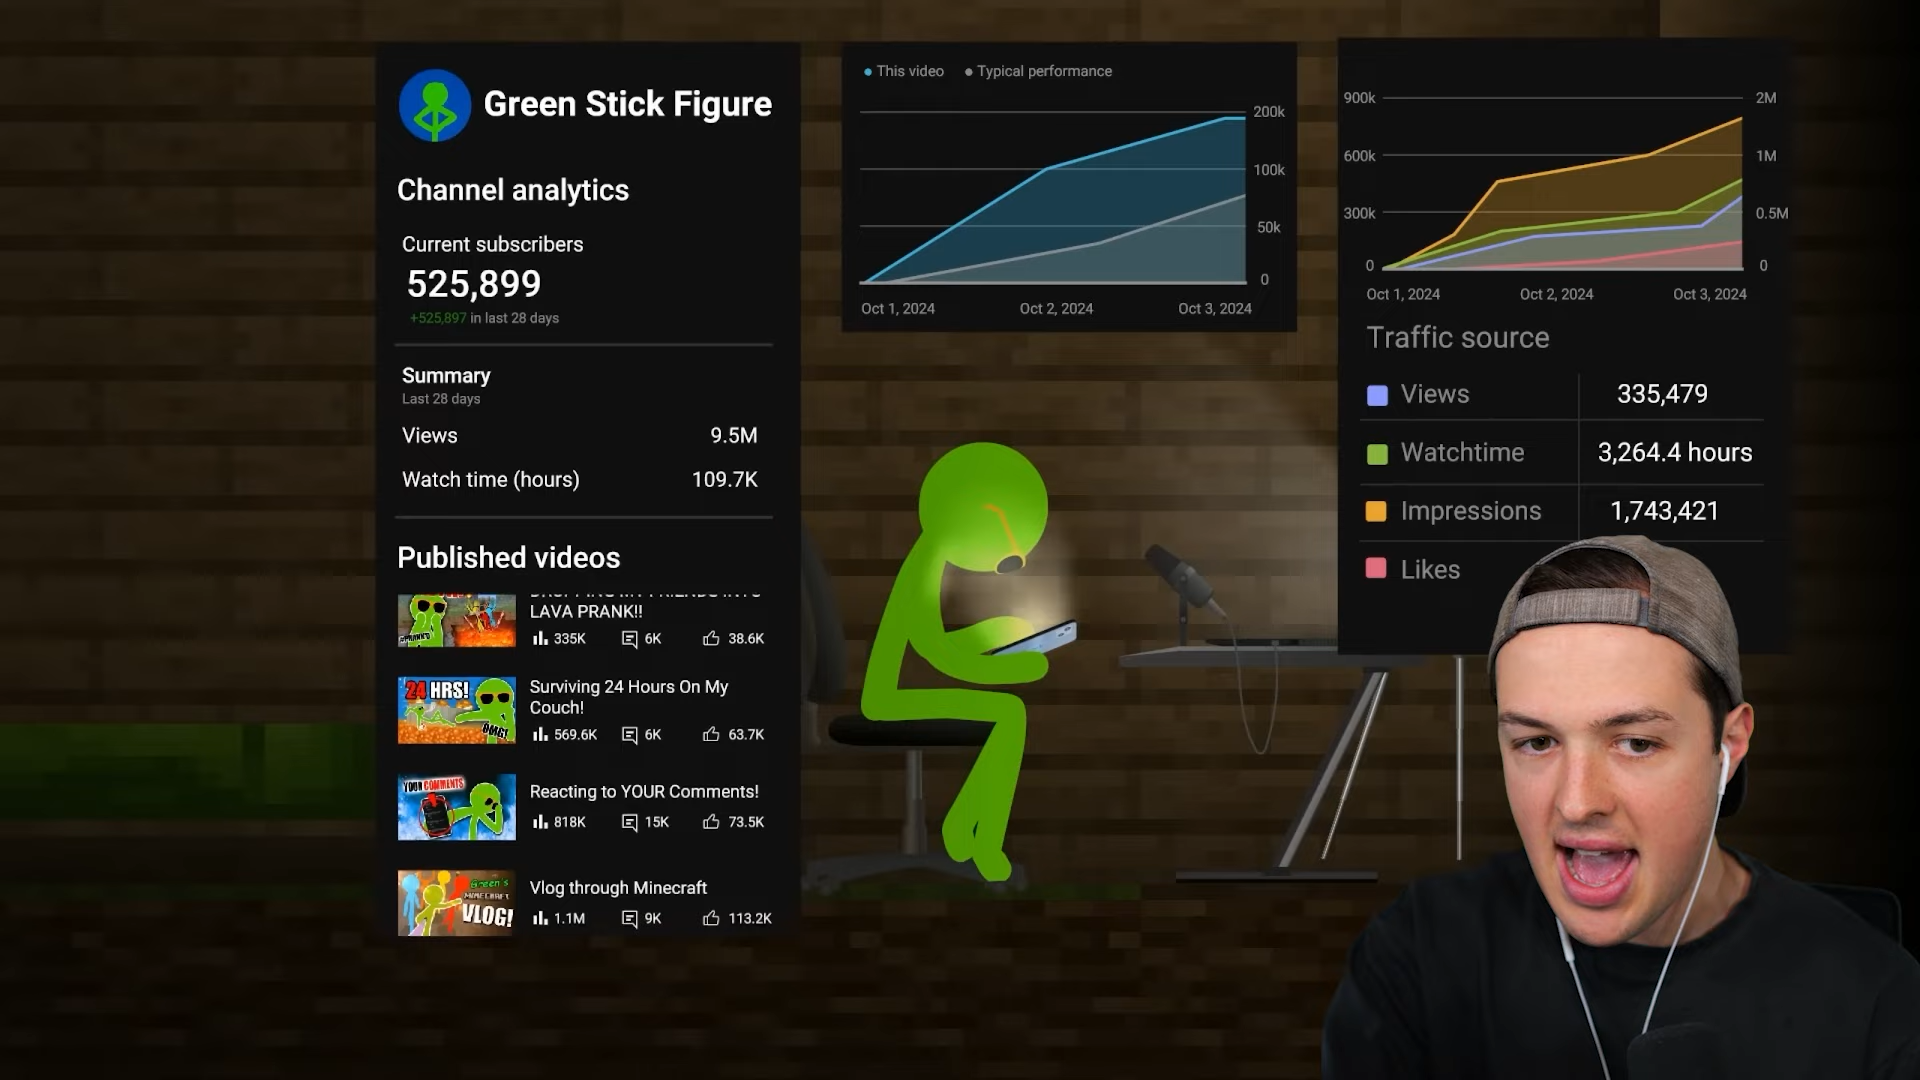 Green Stick Figure
Channel analytics
Current subscribers
525,899
+525,897 in last 28 days
Summary
Last 28 days
Views 9.5M
Watch time (hours) 109.7K
Published videos
LAVA PRANK!!
335K 6K 38.6K
24 HRS!
OMG!
Surviving 24 Hours On My
Couch!
569.6K 6K 63.7K
YOUR COMMENTS
Reacting to YOUR Comments!
818K 15K 73.5K
Green's
MINECRAFT
VLOG!
Vlog through Minecraft
1.1M 9K 113.2K
This video Typical performance
200k
100k
50k
0
Oct 1, 2024 Oct 2, 2024 Oct 3, 2024
900k 2M
600k 1M
300k 0.5M
0 0
Oct 1, 2024 Oct 2, 2024 Oct 3, 2024
Traffic source
Views 335,479
Watchtime 3,264.4 hours
Impressions 1,743,421
Likes